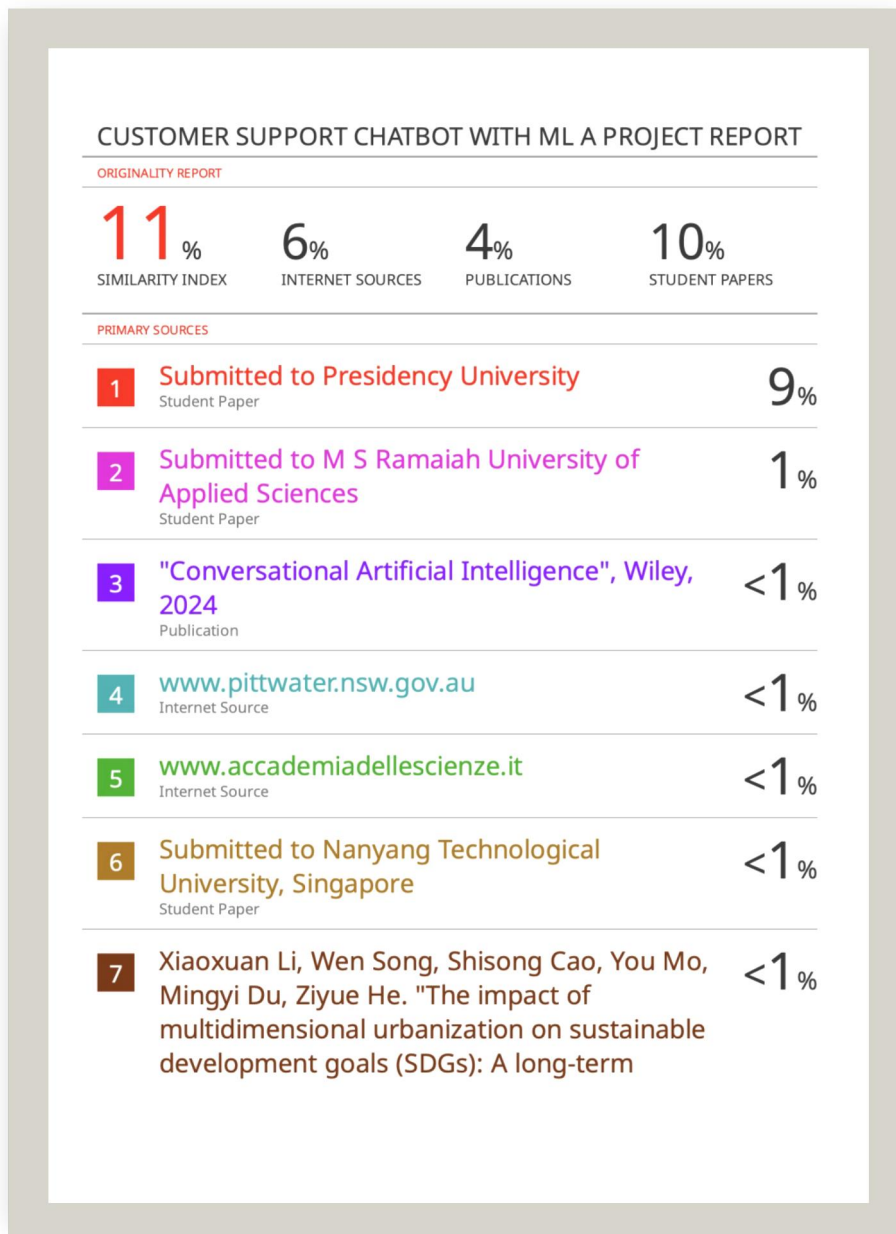 CUSTOMER SUPPORT CHATBOT WITH ML A PROJECT REPORT
ORIGINALITY REPORT
11% 6% 4% 10%
SIMILARITY INDEX INTERNET SOURCES PUBLICATIONS STUDENT PAPERS
PRIMARY SOURCES
1 Submitted to Presidency University 9%
Student Paper
2 Submitted to M S Ramaiah University of 1%
Applied Sciences
Student Paper
3 "Conversational Artificial Intelligence", Wiley, <1%
2024
Publication
4 www.pittwater.nsw.gov.au <1%
Internet Source
5 www.accademiadellescienze.it <1%
Internet Source
6 Submitted to Nanyang Technological <1%
University, Singapore
Student Paper
7 Xiaoxuan Li, Wen Song, Shisong Cao, You Mo, <1%
Mingyi Du, Ziyue He. "The impact of
multidimensional urbanization on sustainable
development goals (SDGs): A long-term